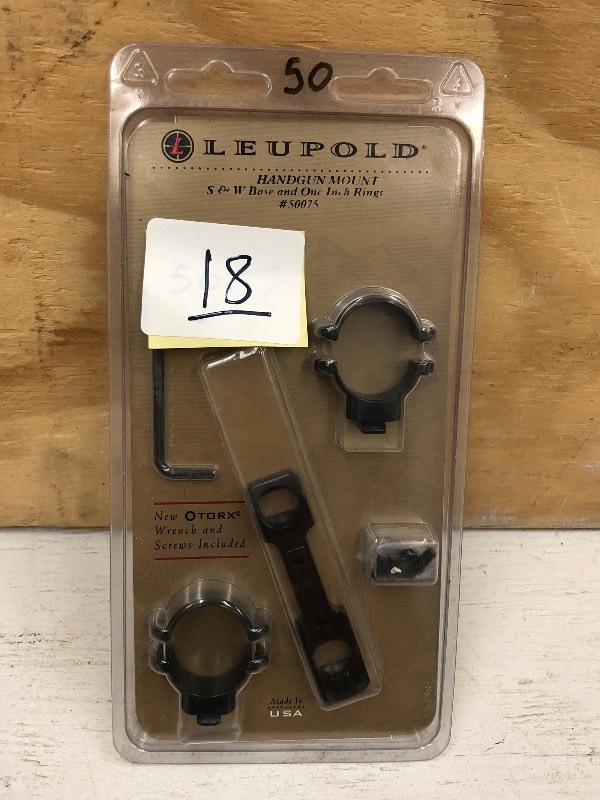 50
LEUPOLD®
HANDGUN MOUNT
S & W Base and One Inch Rings
#50075
18
New TORX®
Wrench and
Screws Included
Made In
USA